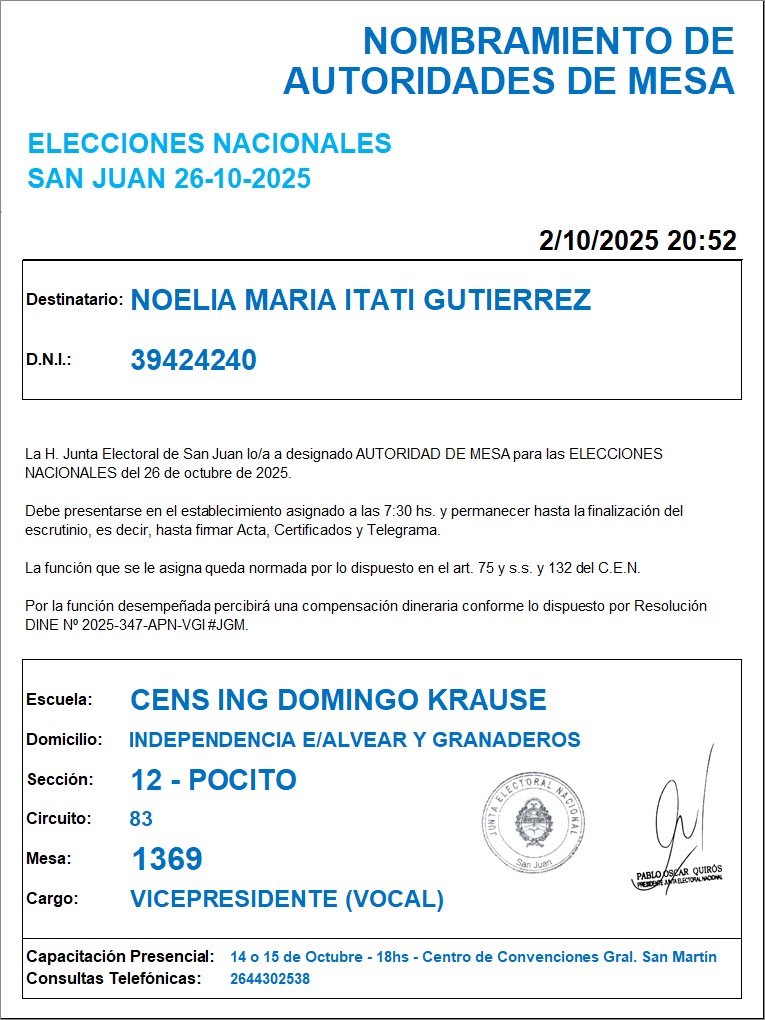 NOMBRAMIENTO DE
AUTORIDADES DE MESA
ELECCIONES NACIONALES
SAN JUAN 26-10-2025
2/10/2025 20:52
Destinatario: NOELIA MARIA ITATI GUTIERREZ
D.N.I.: 39424240
La H. Junta Electoral de San Juan lo/a a designado AUTORIDAD DE MESA para las ELECCIONES
NACIONALES del 26 de octubre de 2025.
Debe presentarse en el establecimiento asignado a las 7:30 hs. y permanecer hasta la finalización del
escrutinio, es decir, hasta firmar Acta, Certificados y Telegrama.
La función que se le asigna queda normada por lo dispuesto en el art. 75 y s.s. y 132 del C.E.N.
Por la función desempeñada percibirá una compensación dineraria conforme lo dispuesto por Resolución
DINE Nº 2025-347-APN-VGI#JGM.
Escuela: CENS ING DOMINGO KRAUSE
Domicilio: INDEPENDENCIA E/ALVEAR Y GRANADEROS
Sección: 12 - POCITO
Circuito: 83
Mesa: 1369
Cargo: VICEPRESIDENTE (VOCAL)
JUNTA ELECTORAL NACIONAL
San Juan
PABLO OSCAR QUIRÓS
PRESIDENTE JUNTA ELECTORAL NACIONAL
Capacitación Presencial: 14 o 15 de Octubre - 18hs - Centro de Convenciones Gral. San Martín
Consultas Telefónicas: 2644302538